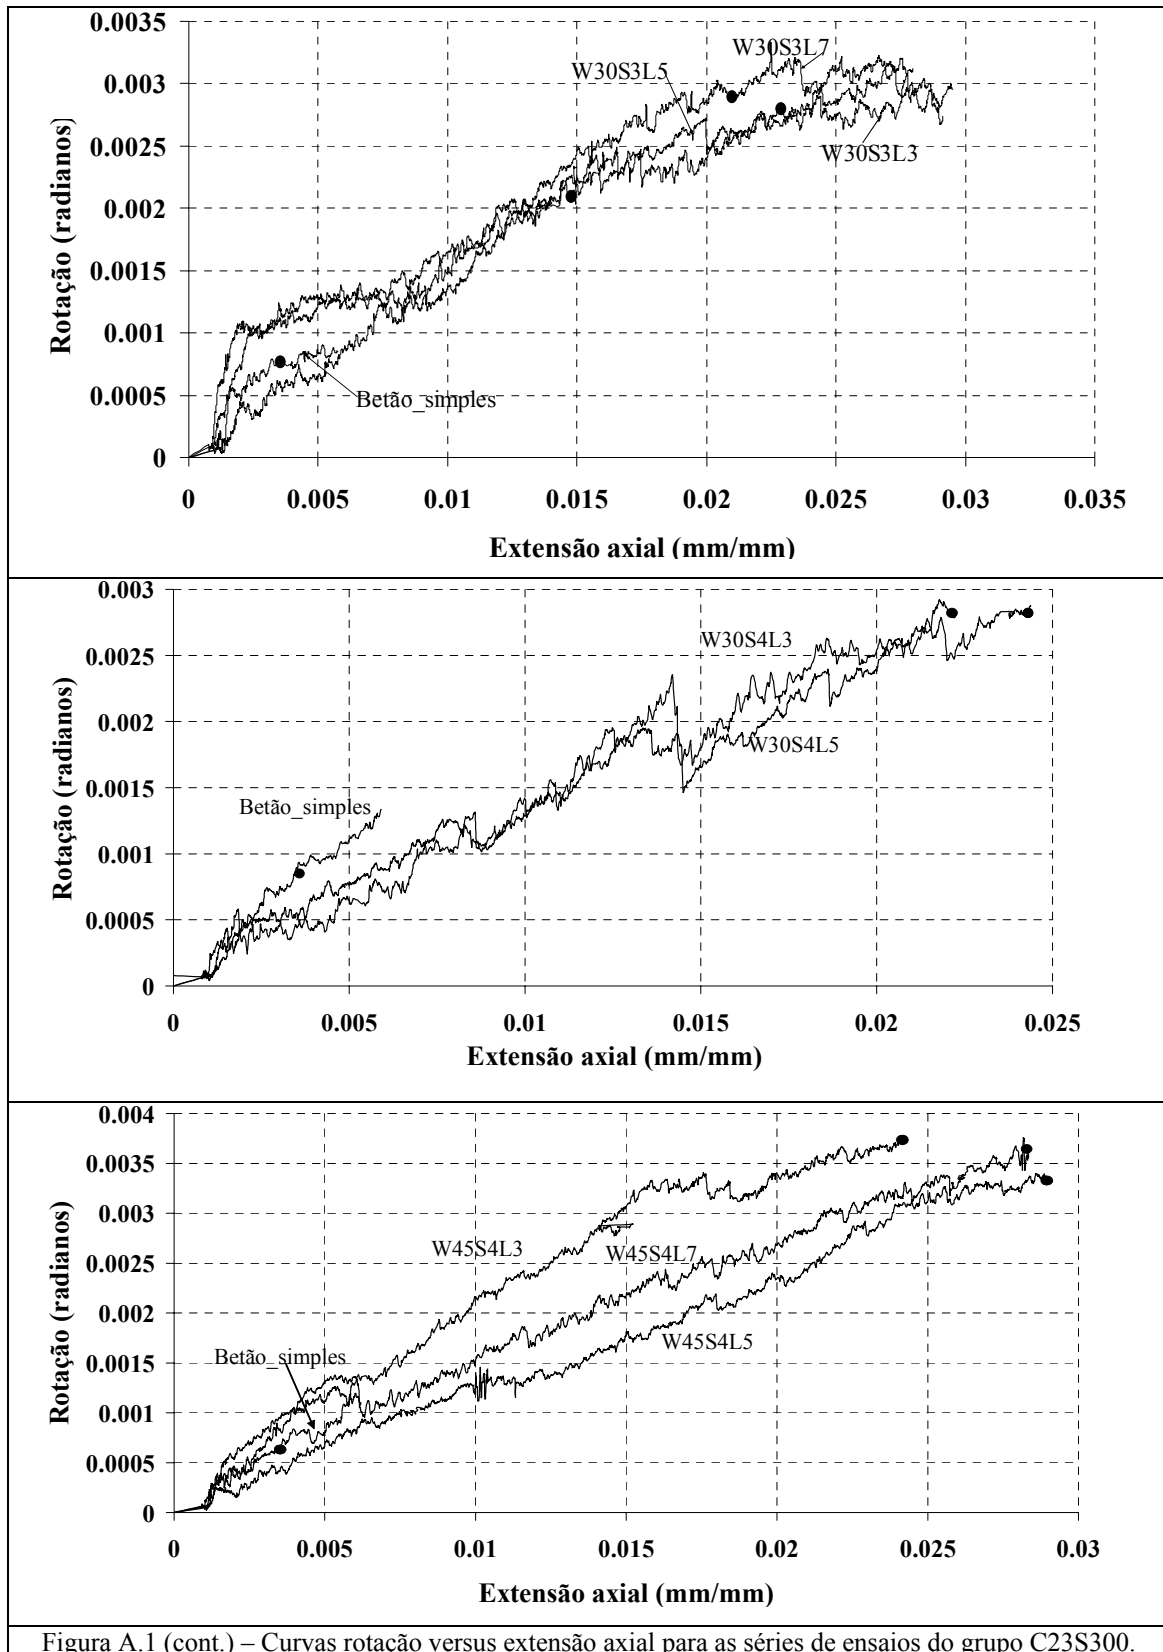 0.0035
0.003
0.0025
0.002
0.0015
0.001
0.0005
0
Rotação (radianos)
W30S3L7
W30S3L5
W30S3L3
Betão_simples
0 0.005 0.01 0.015 0.02 0.025 0.03 0.035
Extensão axial (mm/mm)
0.003
0.0025
0.002
0.0015
0.001
0.0005
0
Rotação (radianos)
W30S4L3
W30S4L5
Betão_simples
0 0.005 0.01 0.015 0.02 0.025
Extensão axial (mm/mm)
0.004
0.0035
0.003
0.0025
0.002
0.0015
0.001
0.0005
0
Rotação (radianos)
W45S4L3
W45S4L7
W45S4L5
Betão_simples
0 0.005 0.01 0.015 0.02 0.025 0.03
Extensão axial (mm/mm)
Figura A.1 (cont.) – Curvas rotação versus extensão axial para as séries de ensaios do grupo C23S300.